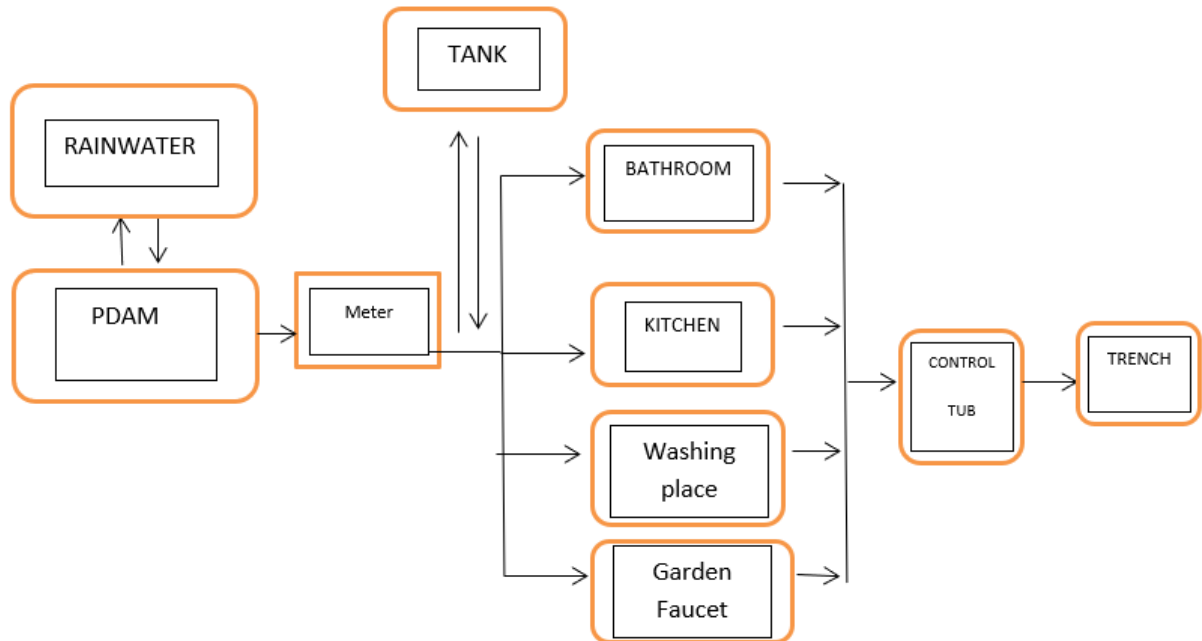 TANK
RAINWATER
BATHROOM
PDAM
Meter
KITCHEN
CONTROL
TUB
TRENCH
Washing
place
Garden
Faucet